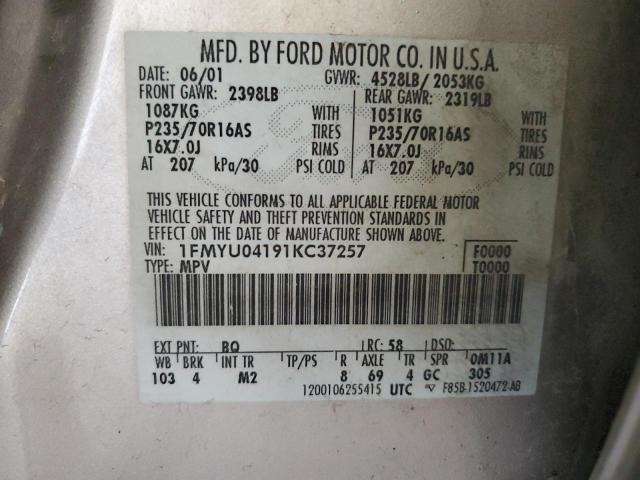 MFD. BY FORD MOTOR CO. IN U.S.A.
DATE: 06/01 GVWR: 4528LB/ 2053KG
FRONT GAWR: 2398LB REAR GAWR: 2319LB
1087KG WITH 1051KG WITH
P235/70R16AS TIRES P235/70R16AS TIRES
16X7.0J RIMS 16X7.0J RIMS
AT 207 kPa/30 PSI COLD AT 207 kPa/30 PSI COLD
THIS VEHICLE CONFORMS TO ALL APPLICABLE FEDERAL MOTOR
VEHICLE SAFETY AND THEFT PREVENTION STANDARDS IN
EFFECT ON THE DATE OF MANUFACTURE SHOWN ABOVE.
VIN: 1FMYU04191KC37257 F0000
TYPE: MPV T0000
EXT PNT: BQ RC: 58 DSO:
WB BRK INT TR TP/PS R AXLE TR SPR 0M11A
103 4 M2 8 69 4 GC 305
1200106255415 UTC F85B-1520472-AB